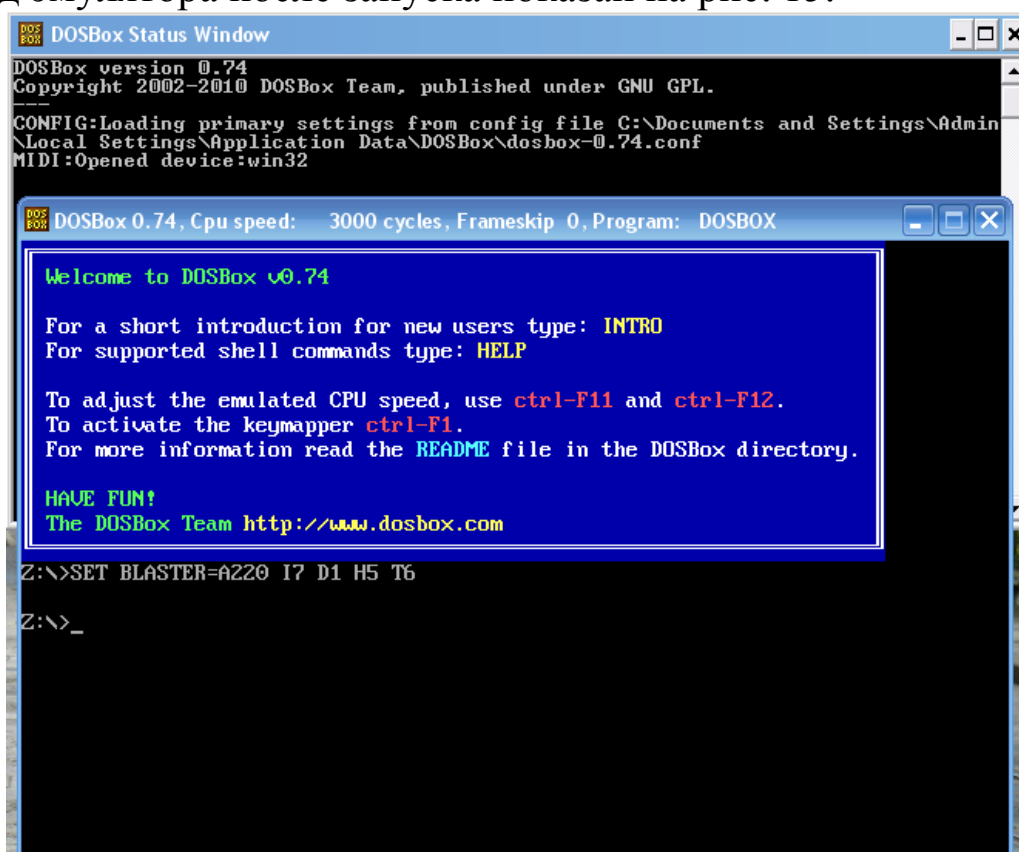 эмулятора после запуска показан на рис.
DOSBox Status Window
DOSBox version 0.74
Copyright 2002-2010 DOSBox Team, published under GNU GPL.
---
CONFIG:Loading primary settings from config file C:\Documents and Settings\Admin
\Local Settings\Application Data\DOSBox\dosbox-0.74.conf
MIDI:Opened device:win32
DOSBox 0.74, Cpu speed: 3000 cycles, Frameskip 0, Program: DOSBOX
Welcome to DOSBox v0.74
For a short introduction for new users type: INTRO
For supported shell commands type: HELP
To adjust the emulated CPU speed, use ctrl-F11 and ctrl-F12.
To activate the keymapper ctrl-F1.
For more information read the README file in the DOSBox directory.
HAVE FUN!
The DOSBox Team http://www.dosbox.com
Z:\>SET BLASTER=A220 I7 D1 H5 T6
Z:\>_